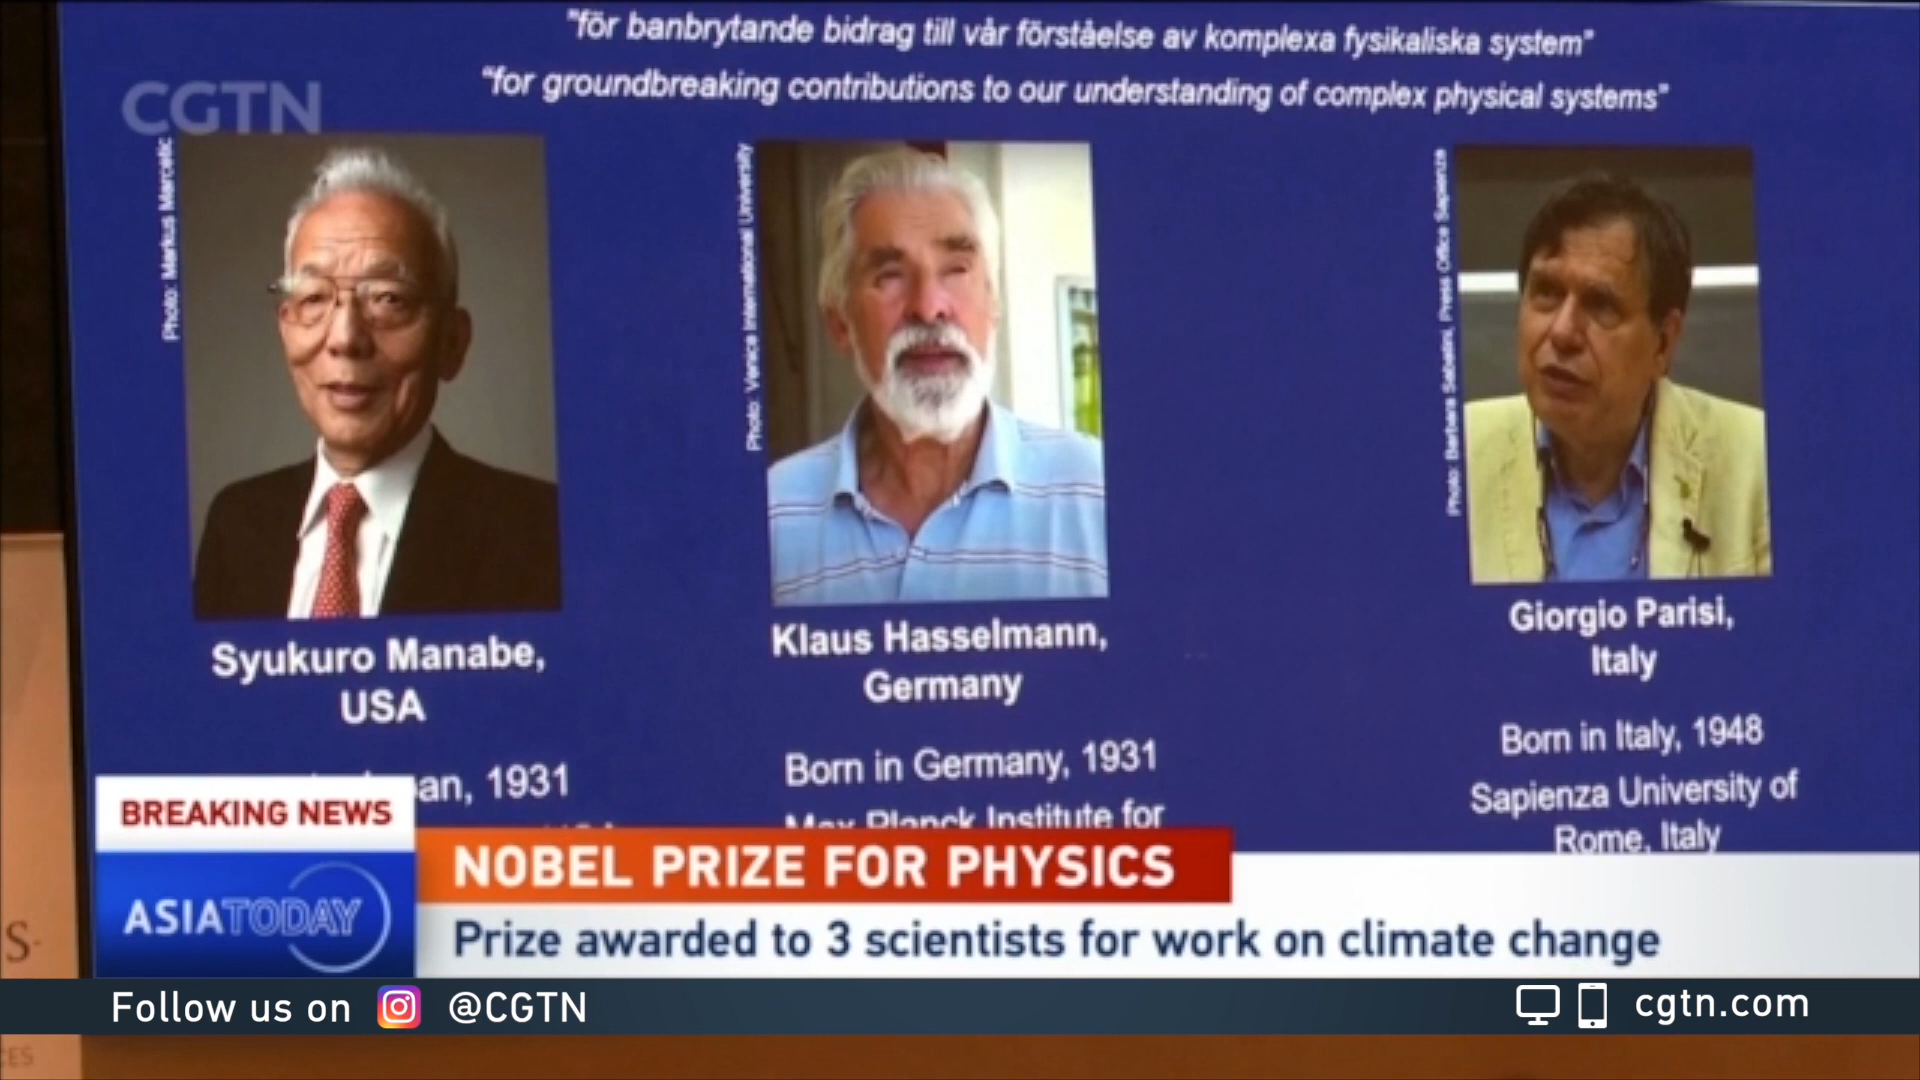 "för banbrytande bidrag till vår förståelse av komplexa fysikaliska system"
"for groundbreaking contributions to our understanding of complex physical systems"
CGTN
Photo: Markus Marcetic
Photo: Venice International University
Photo: Barbara Sabatini, Press Office Sapienza
Syukuro Manabe,
USA
1931
Klaus Hasselmann,
Germany
Born in Germany, 1931
Max Planck Institute for
Giorgio Parisi,
Italy
Born in Italy, 1948
Sapienza University of
Rome, Italy
BREAKING NEWS
ASIATODAY
NOBEL PRIZE FOR PHYSICS
Prize awarded to 3 scientists for work on climate change
Follow us on @CGTN
cgtn.com